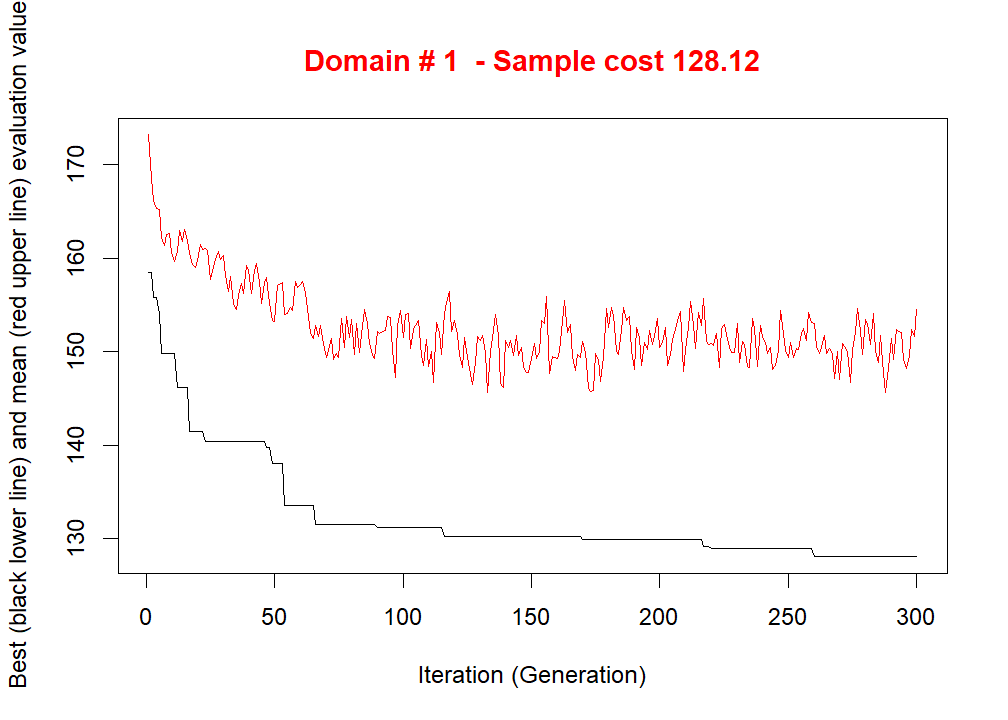 Domain # 1  - Sample cost 128.12
Best (black lower line) and mean (red upper line) evaluation value
170
160
150
140
130
0 50 100 150 200 250 300
Iteration (Generation)